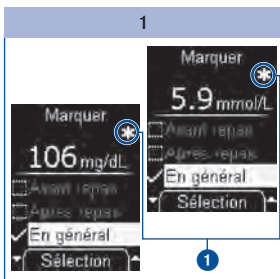 1
Marquer
*
106 mg/dL
Avant repas
Après repas
En général
Sélection
Marquer
*
5.9 mmol/L
Avant repas
Après repas
En général
Sélection
1